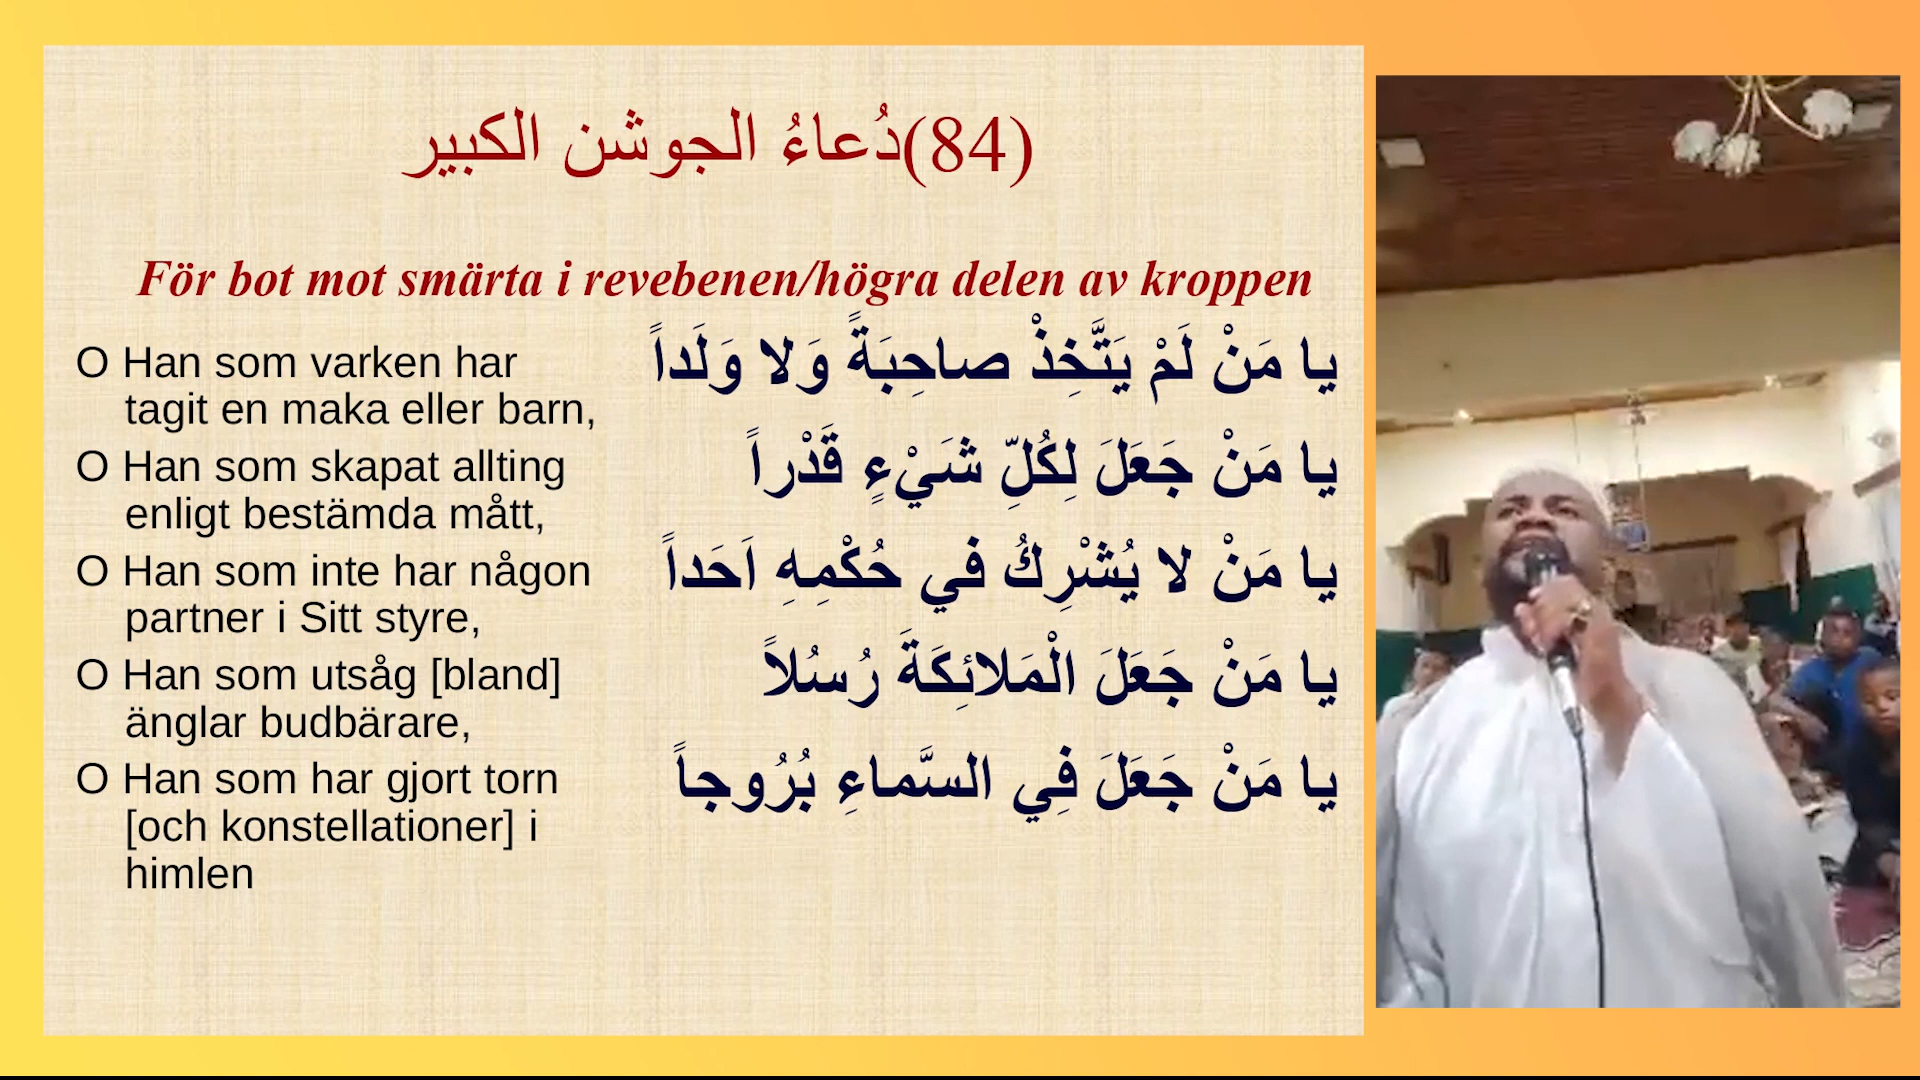 (84)دُعاءُ الجوشن الكبير
För bot mot smärta i revebenen/högra delen av kroppen
O Han som varken har
tagit en maka eller barn,
O Han som skapat allting
enligt bestämda mått,
O Han som inte har någon
partner i Sitt styre,
O Han som utsåg [bland]
änglar budbärare,
O Han som har gjort torn
[och konstellationer] i
himlen
يا مَنْ لَمْ يَتَّخِذْ صاحِبَةً وَلا وَلَداً
يا مَنْ جَعَلَ لِكُلِّ شَيْءٍ قَدْراً
يا مَنْ لا يُشْرِكُ في حُكْمِهِ اَحَداً
يا مَنْ جَعَلَ الْمَلائِكَةَ رُسُلاً
يا مَنْ جَعَلَ فِي السَّماءِ بُرُوجاً